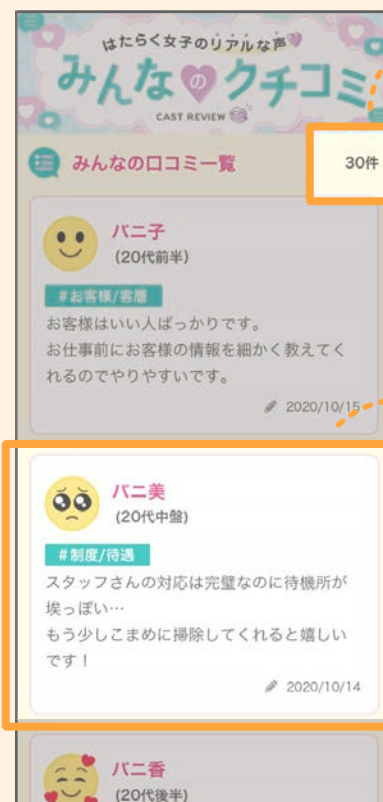 はたらく女子のリアルな声
みんなのクチコミ
CAST REVIEW
みんなの口コミ一覧
30件
バニ子
(20代前半)
#お客様/客層
お客様はいい人ばっかりです。
お仕事前にお客様の情報を細かく教えてく
れるのでやりやすいです。
2020/10/15
バニ美
(20代中盤)
#制度/待遇
スタッフさんの対応は完璧なのに待機所が
埃っぽい…
もう少しこまめに掃除してくれると嬉しい
です！
2020/10/14
バニ香
(20代後半)